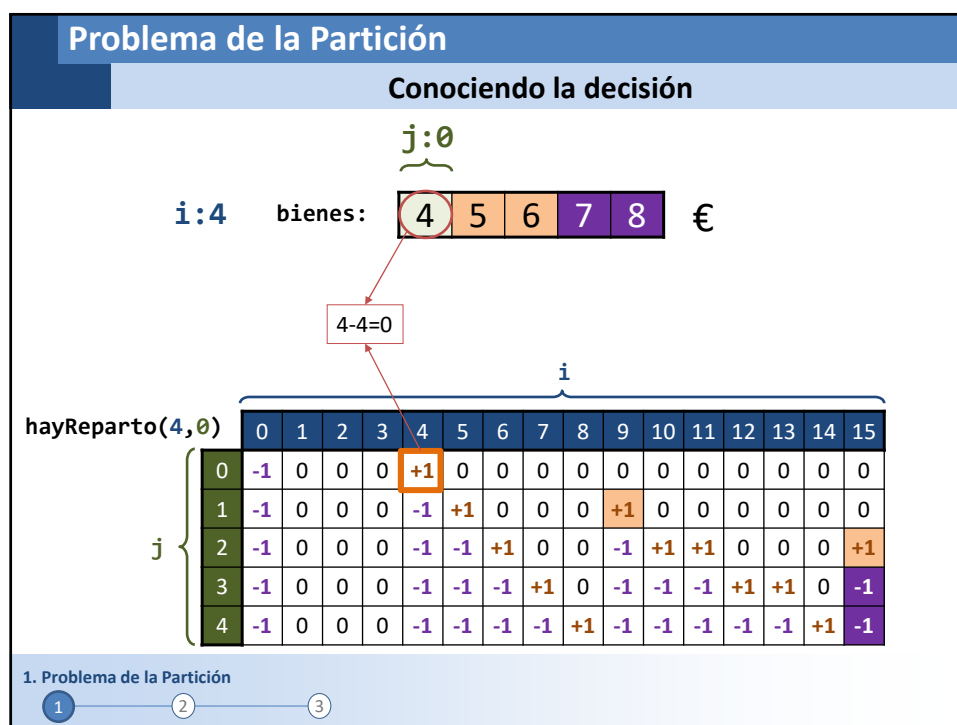 Problema de la Partición
Conociendo la decisión
j:0
i:4 bienes: 4 5 6 7 8 €
4-4=0
i
hayReparto(4,0) 0 1 2 3 4 5 6 7 8 9 10 11 12 13 14 15
0 -1 0 0 0 +1 0 0 0 0 0 0 0 0 0 0 0
1 -1 0 0 0 -1 +1 0 0 0 +1 0 0 0 0 0 0
j 2 -1 0 0 0 -1 -1 +1 0 0 -1 +1 +1 0 0 0 +1
3 -1 0 0 0 -1 -1 -1 +1 0 -1 -1 -1 +1 +1 0 -1
4 -1 0 0 0 -1 -1 -1 -1 +1 -1 -1 -1 -1 -1 +1 -1
1. Problema de la Partición
1 2 3